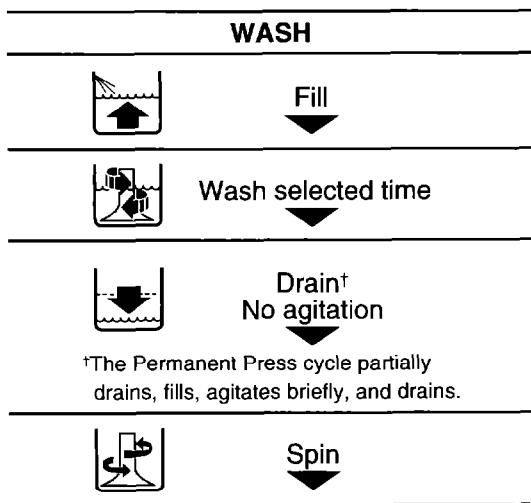 WASH
Fill
Wash selected time
Drain†
No agitation
†The Permanent Press cycle partially
drains, fills, agitates briefly, and drains.
Spin